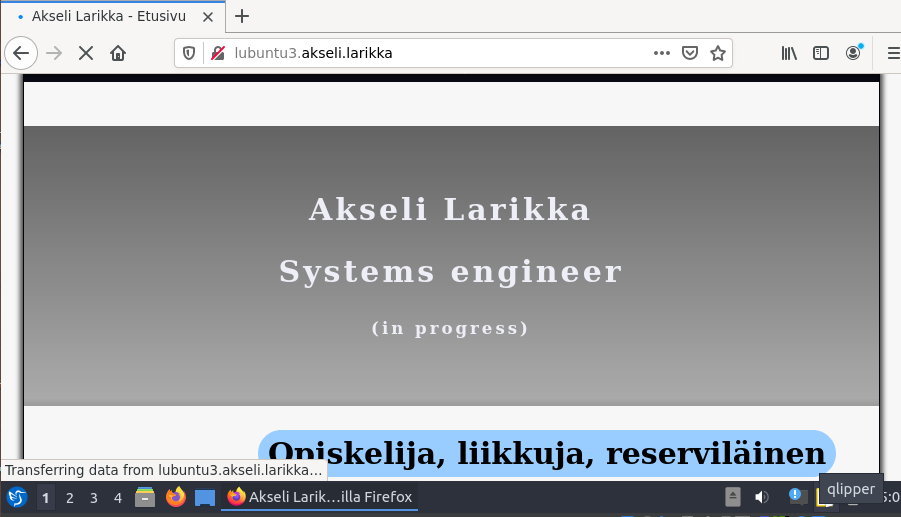 Akseli Larikka - Etusivu
lubuntu3.akseli.larikka
Akseli Larikka
Systems engineer
(in progress)
Opiskelija, liikkuja, reserviläinen
Transferring data from lubuntu3.akseli.larikka...
1 2 3 4 Akseli Larik...illa Firefox
qlipper